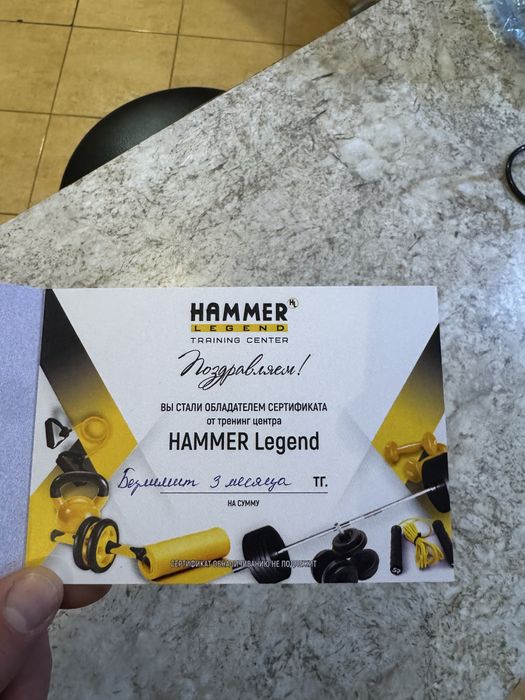 HAMMER HL
LEGEND
TRAINING CENTER
Поздравляем!
ВЫ СТАЛИ ОБЛАДАТЕЛЕМ СЕРТИФИКАТА
от тренинг центра
HAMMER Legend
Безлимит 3 месяца ТГ.
НА СУММУ
СЕРТИФИКАТ ОБНАЛИЧИВАНИЮ НЕ ПОДЛЕЖИТ